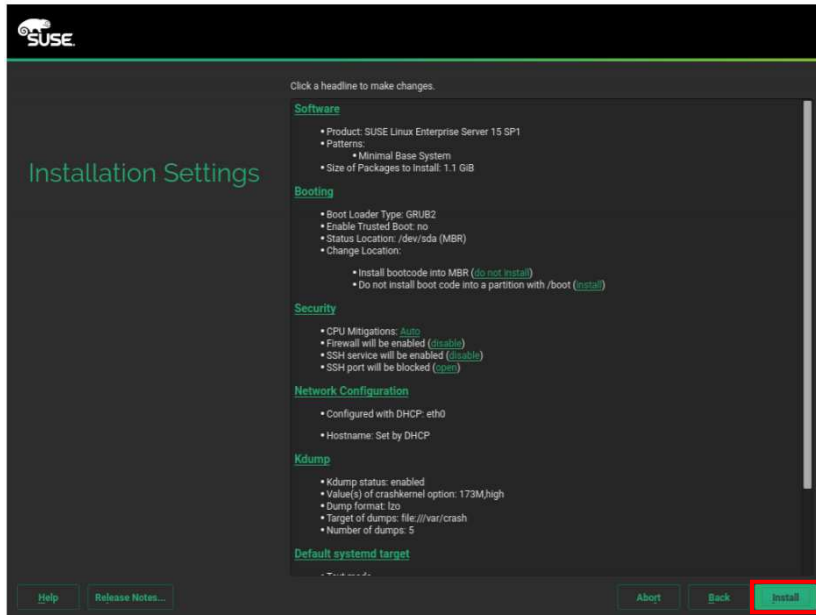 SUSE
Click a headline to make changes.
Installation Settings
Software
• Product: SUSE Linux Enterprise Server 15 SP1
• Patterns:
• Minimal Base System
• Size of Packages to Install: 1.1 GiB
Booting
• Boot Loader Type: GRUB2
• Enable Trusted Boot: no
• Status Location: /dev/sda (MBR)
• Change Location:
• Install bootcode into MBR (do not install)
• Do not install boot code into a partition with /boot (install)
Security
• CPU Mitigations: Auto
• Firewall will be enabled (disable)
• SSH service will be enabled (disable)
• SSH port will be blocked (open)
Network Configuration
• Configured with DHCP: eth0
• Hostname: Set by DHCP
Kdump
• Kdump status: enabled
• Value(s) of crashkernel option: 173M,high
• Dump format: lzo
• Target of dumps: file:///var/crash
• Number of dumps: 5
Default systemd target
• Text mode
Help Release Notes... Abort Back Install